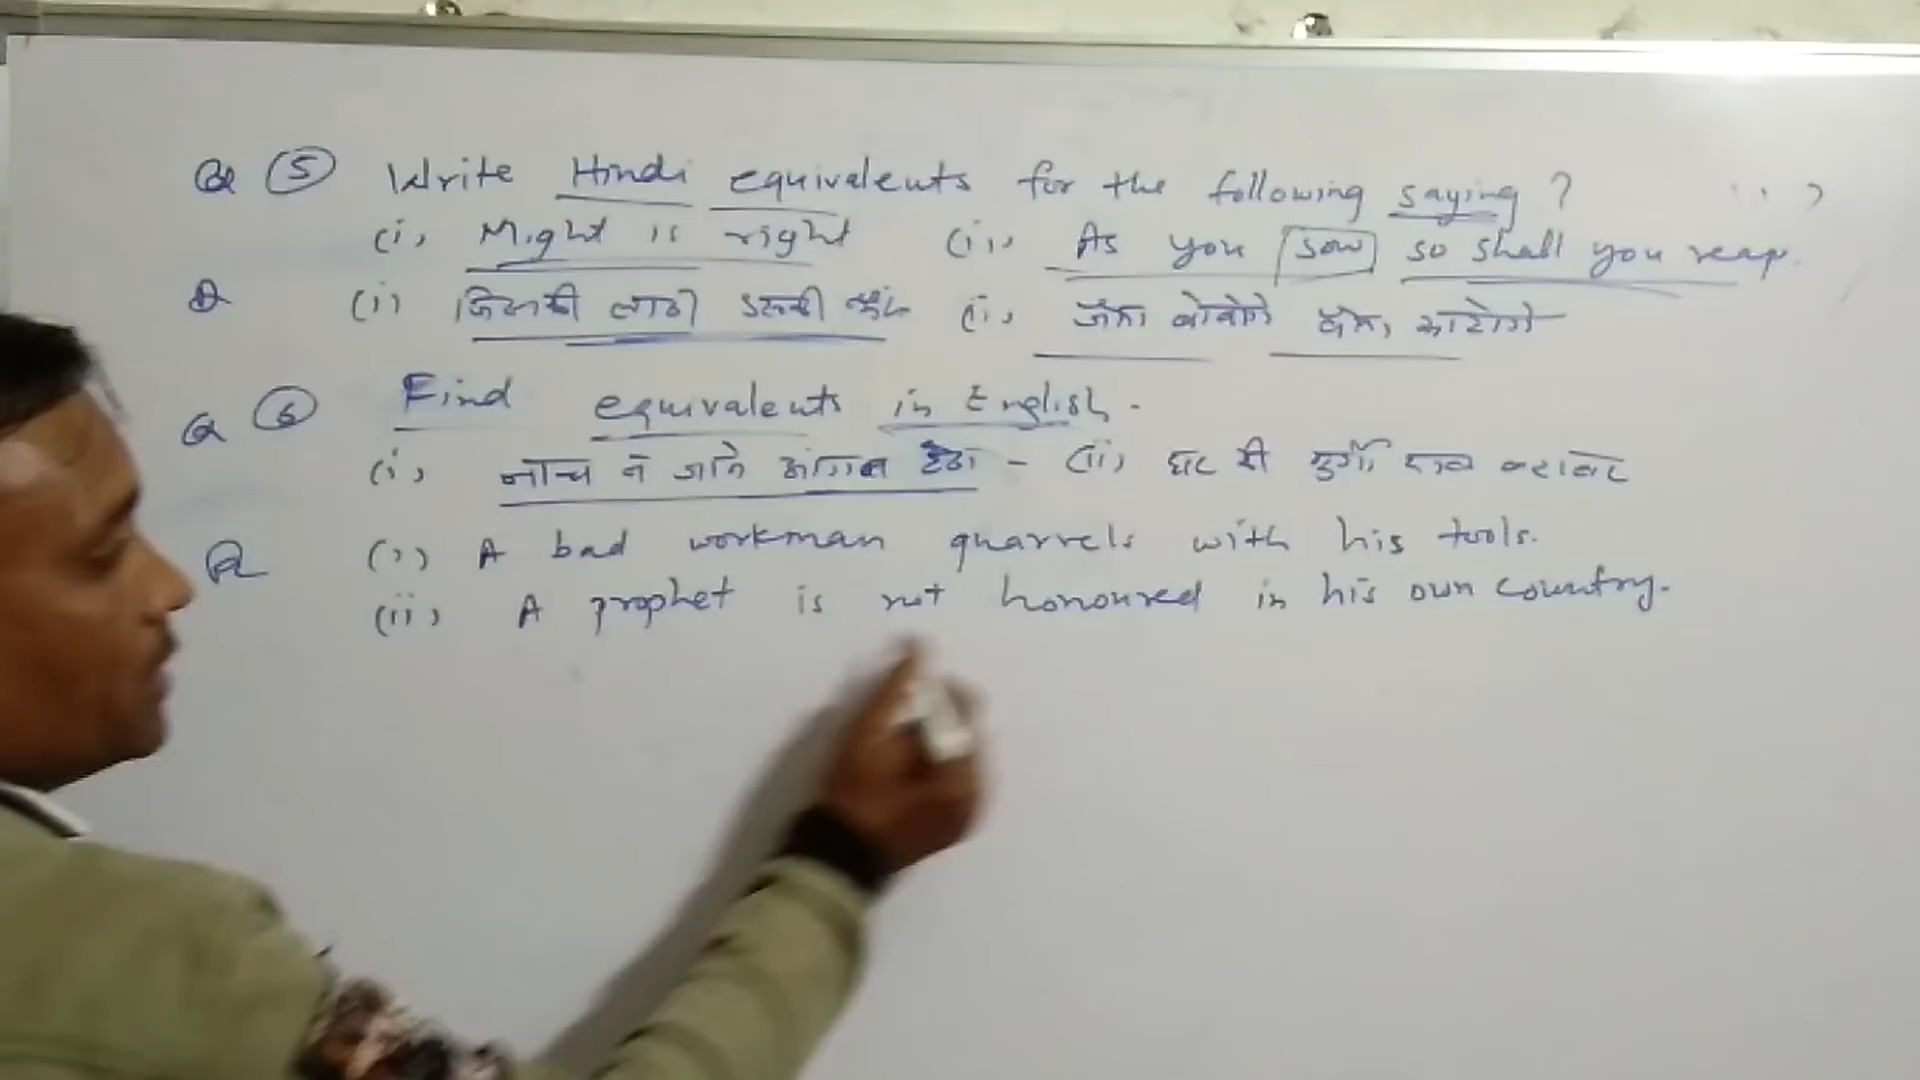 Q (5) Write Hindi equivalents for the following saying ?
(i) Might is right (ii) As you sow so shall you reap.
(i) जिसकी लाठी उसकी भैंस (ii) जैसा बोवोगे वैसा काटोगे
Q (6) Find equivalents in English.
(i) नाच न जाने आंगन टेढा - (ii) घर की मुर्गी दाल बराबर
(i) A bad workman quarrels with his tools.
(ii) A prophet is not honoured in his own country.